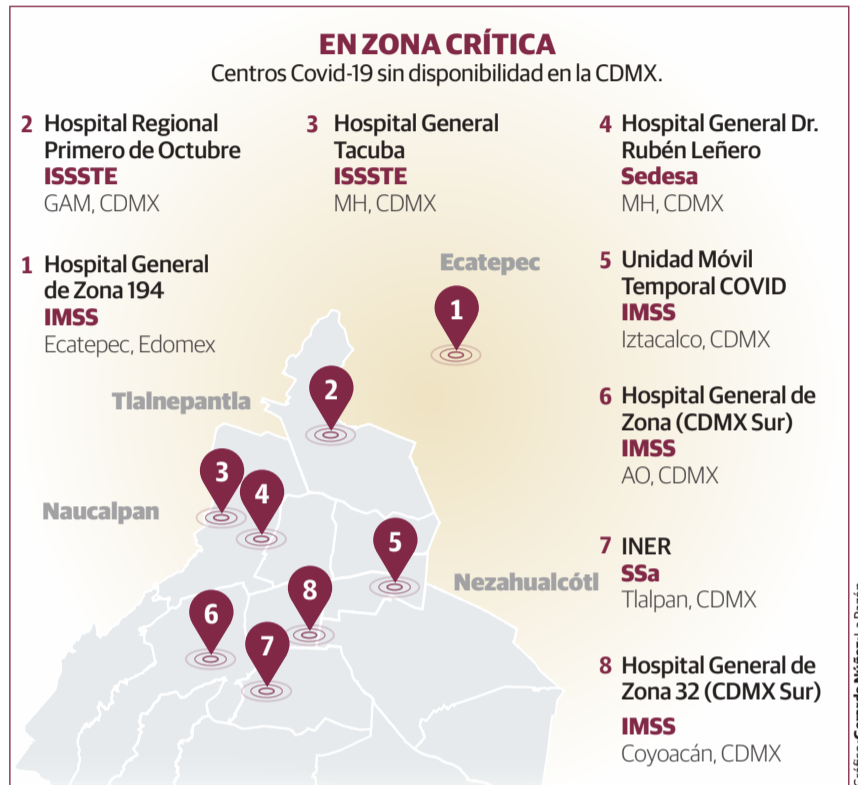 EN ZONA CRÍTICA
Centros Covid-19 sin disponibilidad en la CDMX.
2 Hospital Regional
Primero de Octubre
ISSSTE
GAM, CDMX
3 Hospital General
Tacuba
ISSSTE
MH, CDMX
4 Hospital General Dr.
Rubén Leñero
Sedesa
MH, CDMX
1 Hospital General
de Zona 194
IMSS
Ecatepec, Edomex
5 Unidad Móvil
Temporal COVID
IMSS
Iztacalco, CDMX
6 Hospital General de
Zona (CDMX Sur)
IMSS
AO, CDMX
7 INER
SSa
Tlalpan, CDMX
8 Hospital General de
Zona 32 (CDMX Sur)
IMSS
Coyoacán, CDMX
Ecatepec
1
Tlalnepantla
2
Naucalpan
3
4
5
Nezahualcótl
8
6
7